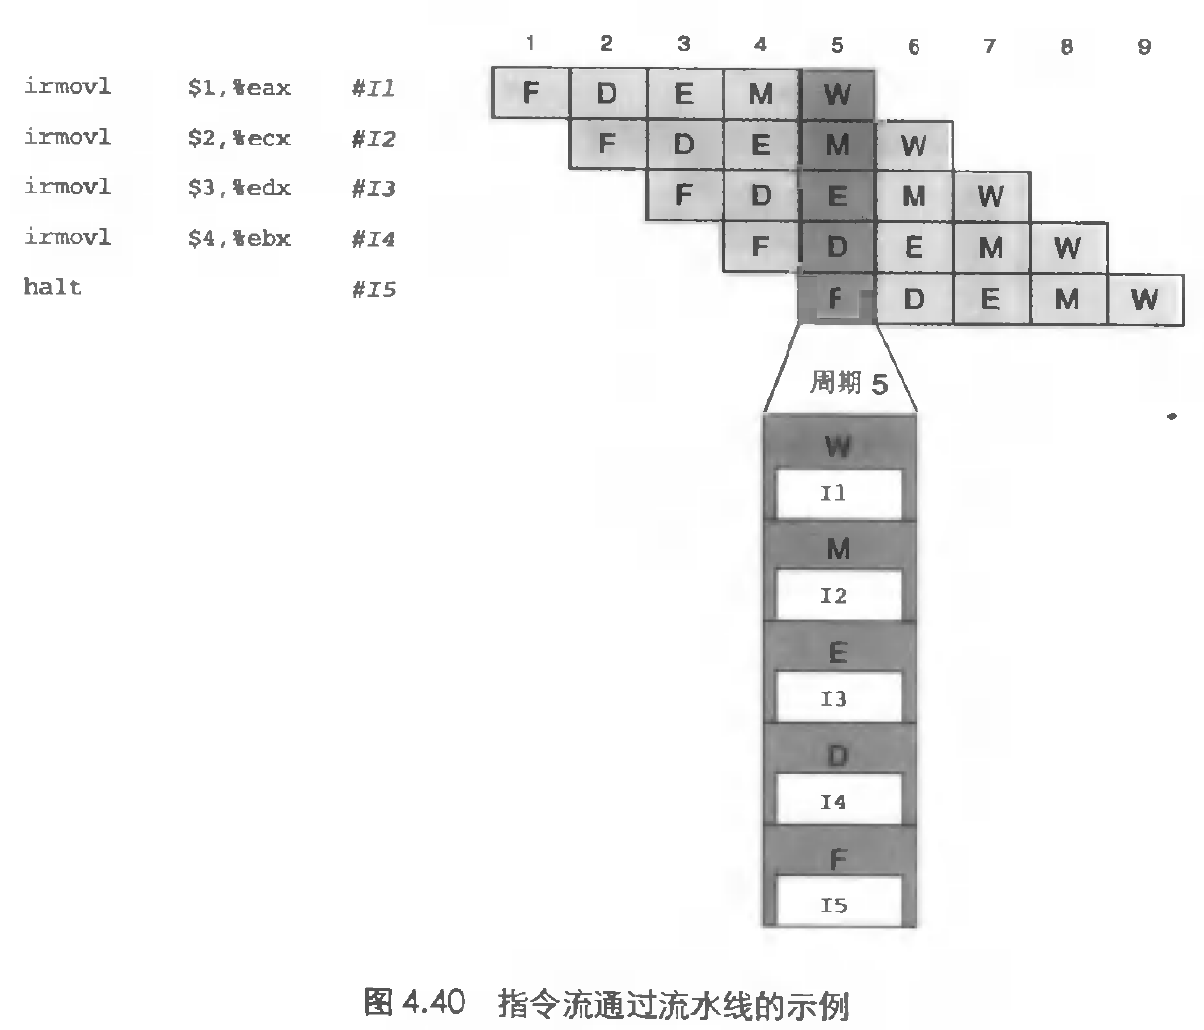 1 2 3 4 5 6 7 8 9
irmovl $1,%eax #I1 F D E M W
irmovl $2,%ecx #I2 F D E M W
irmovl $3,%edx #I3 F D E M W
irmovl $4,%ebx #I4 F D E M W
halt #I5 F D E M W
周期 5
W
I1
M
I2
E
I3
D
I4
F
I5
图 4.40 指令流通过流水线的示例